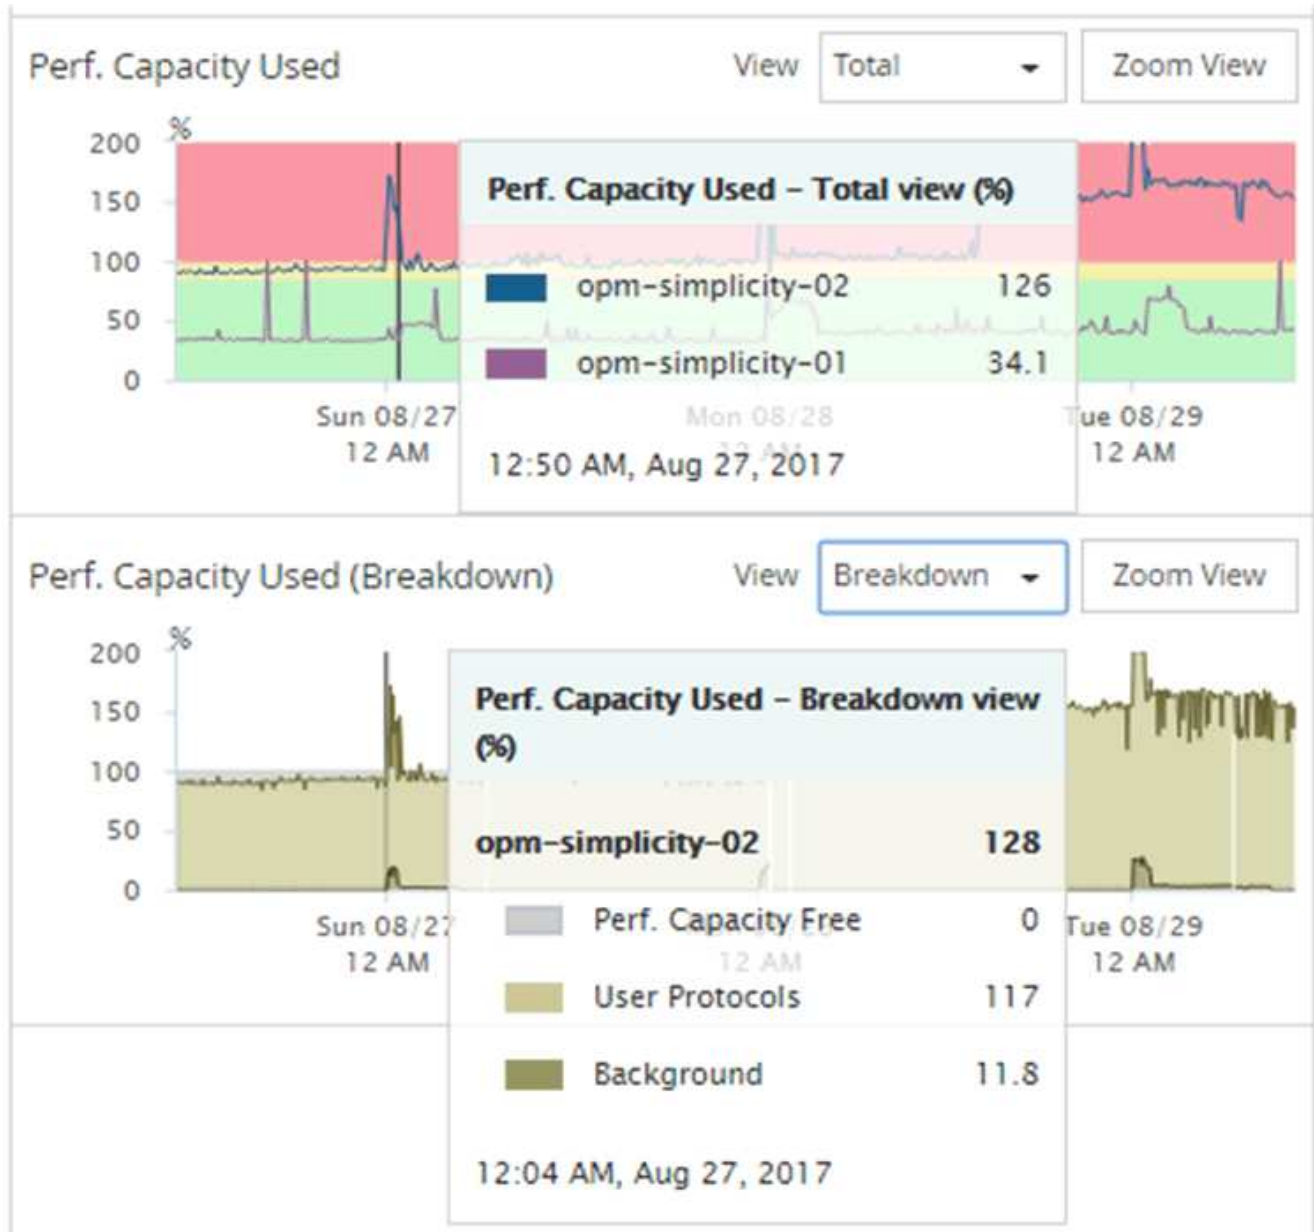 Perf. Capacity Used
View Total Zoom View
%
200
150
100
50
0
Sun 08/27
12 AM
Mon 08/28
12 AM
Tue 08/29
12 AM
Perf. Capacity Used – Total view (%)
opm-simplicity-02 126
opm-simplicity-01 34.1
12:50 AM, Aug 27, 2017
Perf. Capacity Used (Breakdown)
View Breakdown Zoom View
%
200
150
100
50
0
Sun 08/27
12 AM
12 AM
Tue 08/29
12 AM
Perf. Capacity Used – Breakdown view
(%)
opm-simplicity-02 128
Perf. Capacity Free 0
User Protocols 117
Background 11.8
12:04 AM, Aug 27, 2017